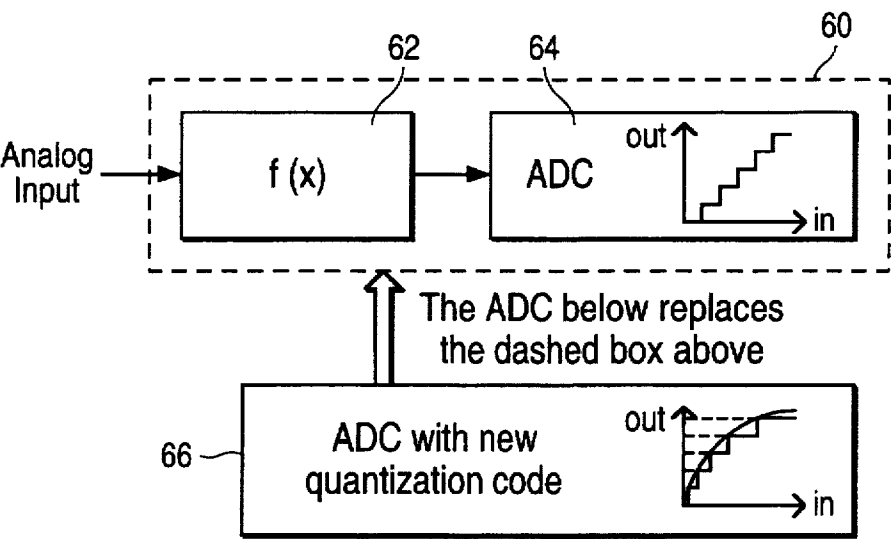 62
64
60
Analog
Input
f (x)
ADC
out
in
The ADC below replaces
the dashed box above
66
ADC with new
quantization code
out
in